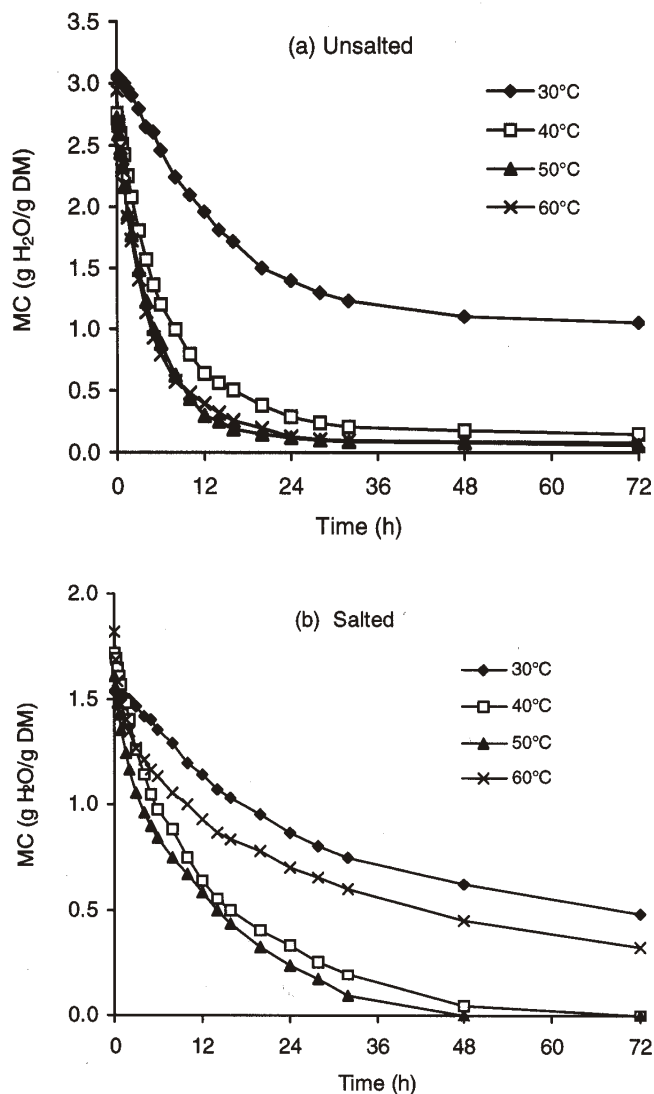 (a) Unsalted
MC (g H₂O/g DM)
3.5
3.0
2.5
2.0
1.5
1.0
0.5
0.0
30°C
40°C
50°C
60°C
0 12 24 36 48 60 72
Time (h)
(b) Salted
MC (g H₂O/g DM)
2.0
1.5
1.0
0.5
0.0
30°C
40°C
50°C
60°C
0 12 24 36 48 60 72
Time (h)